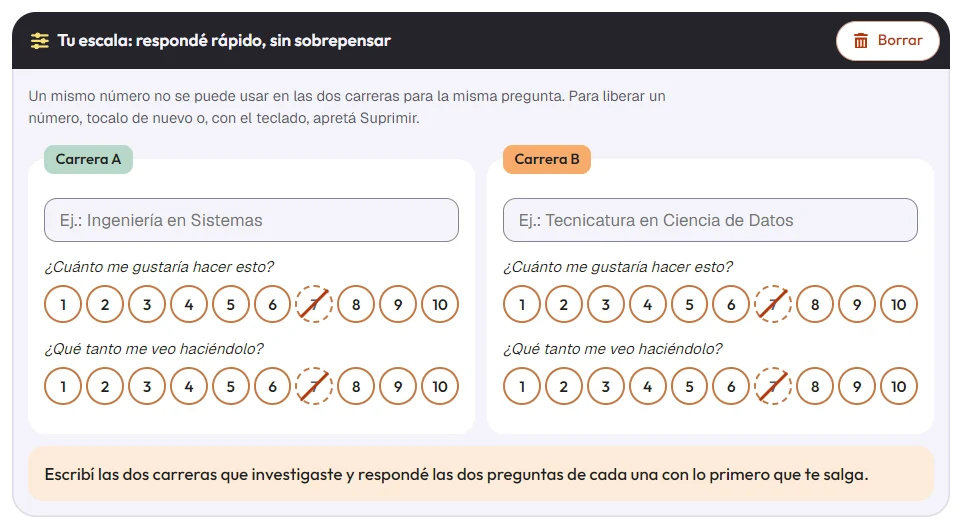 Tu escala: respondé rápido, sin sobrepensar
Borrar
Un mismo número no se puede usar en las dos carreras para la misma pregunta. Para liberar un
número, tocalo de nuevo o, con el teclado, apretá Suprimir.
Carrera A
Ej.: Ingeniería en Sistemas
¿Cuánto me gustaría hacer esto?
1 2 3 4 5 6 7 8 9 10
¿Qué tanto me veo haciéndolo?
1 2 3 4 5 6 7 8 9 10
Carrera B
Ej.: Tecnicatura en Ciencia de Datos
¿Cuánto me gustaría hacer esto?
1 2 3 4 5 6 7 8 9 10
¿Qué tanto me veo haciéndolo?
1 2 3 4 5 6 7 8 9 10
Escribí las dos carreras que investigaste y respondé las dos preguntas de cada una con lo primero que te salga.